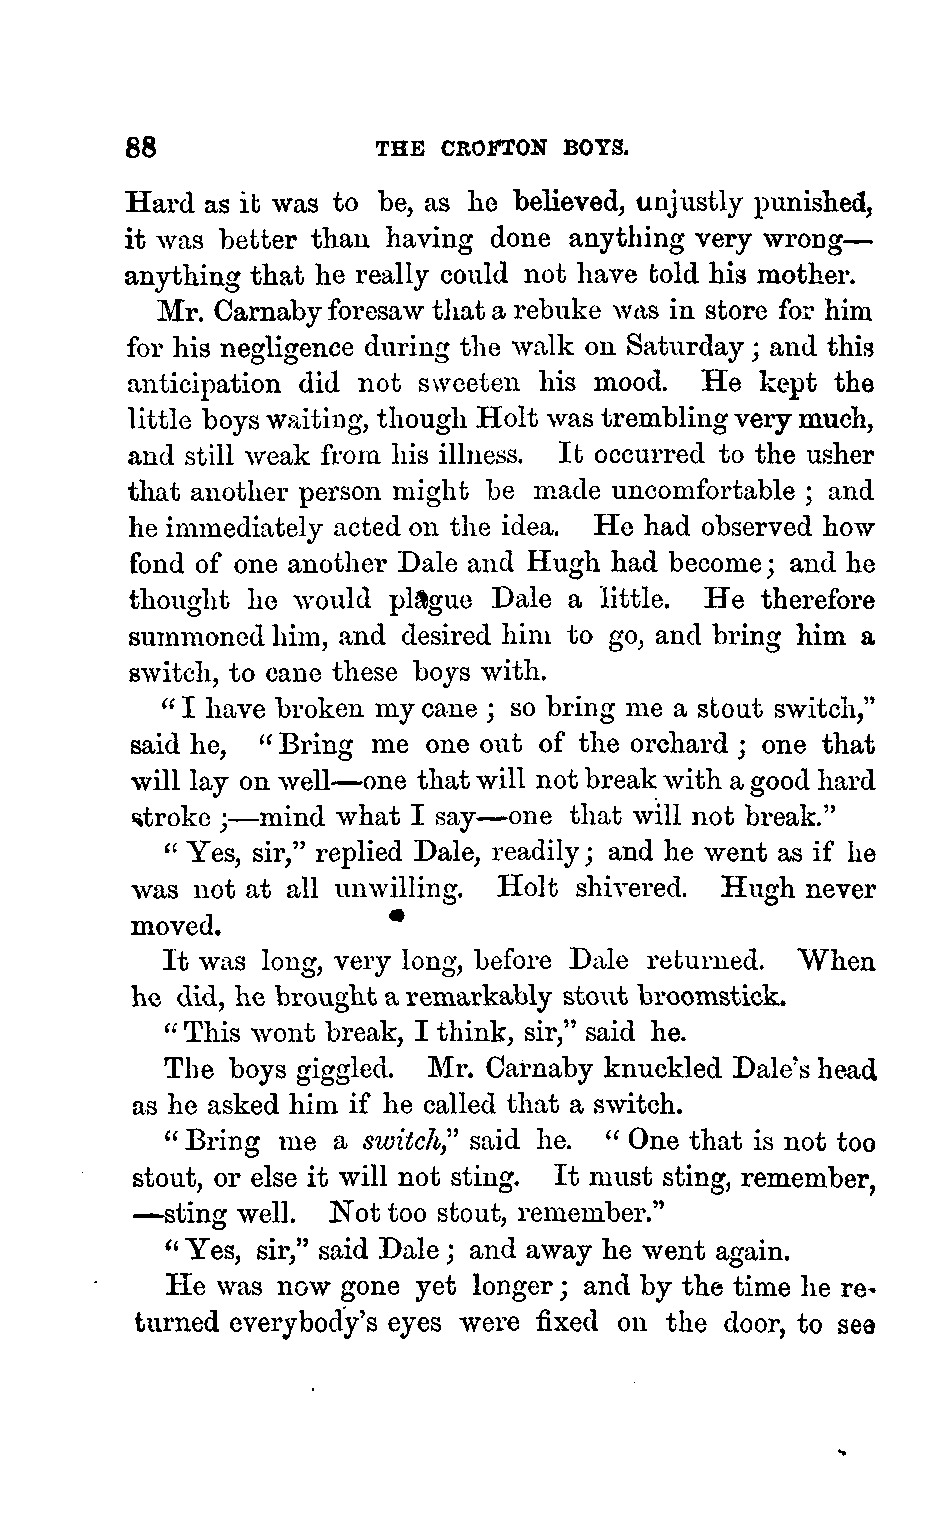 88 THE CROFTON BOYS.
Hard as it was to be, as he believed, unjustly punished,
it was better than having done anything very wrong—
anything that he really could not have told his mother.
Mr. Carnaby foresaw that a rebuke was in store for him
for his negligence during the walk on Saturday; and this
anticipation did not sweeten his mood. He kept the
little boys waiting, though Holt was trembling very much,
and still weak from his illness. It occurred to the usher
that another person might be made uncomfortable; and
he immediately acted on the idea. He had observed how
fond of one another Dale and Hugh had become; and he
thought he would plague Dale a little. He therefore
summoned him, and desired him to go, and bring him a
switch, to cane these boys with.
"I have broken my cane; so bring me a stout switch,"
said he, "Bring me one out of the orchard; one that
will lay on well—one that will not break with a good hard
stroke;—mind what I say—one that will not break."
"Yes, sir," replied Dale, readily; and he went as if he
was not at all unwilling. Holt shivered. Hugh never
moved.
It was long, very long, before Dale returned. When
he did, he brought a remarkably stout broomstick.
"This wont break, I think, sir," said he.
The boys giggled. Mr. Carnaby knuckled Dale's head
as he asked him if he called that a switch.
"Bring me a switch," said he. "One that is not too
stout, or else it will not sting. It must sting, remember,
—sting well. Not too stout, remember."
"Yes, sir," said Dale; and away he went again.
He was now gone yet longer; and by the time he re-
turned everybody's eyes were fixed on the door, to see